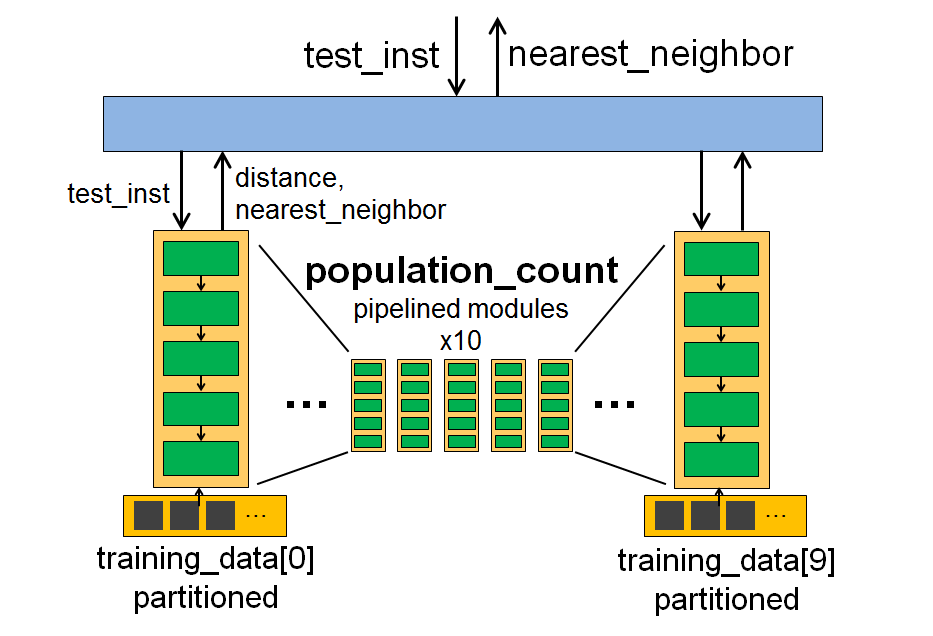 test_inst
nearest_neighbor
test_inst
distance,
nearest_neighbor
population_count
pipelined modules
x10
...
...
...
...
training_data[0]
partitioned
training_data[9]
partitioned